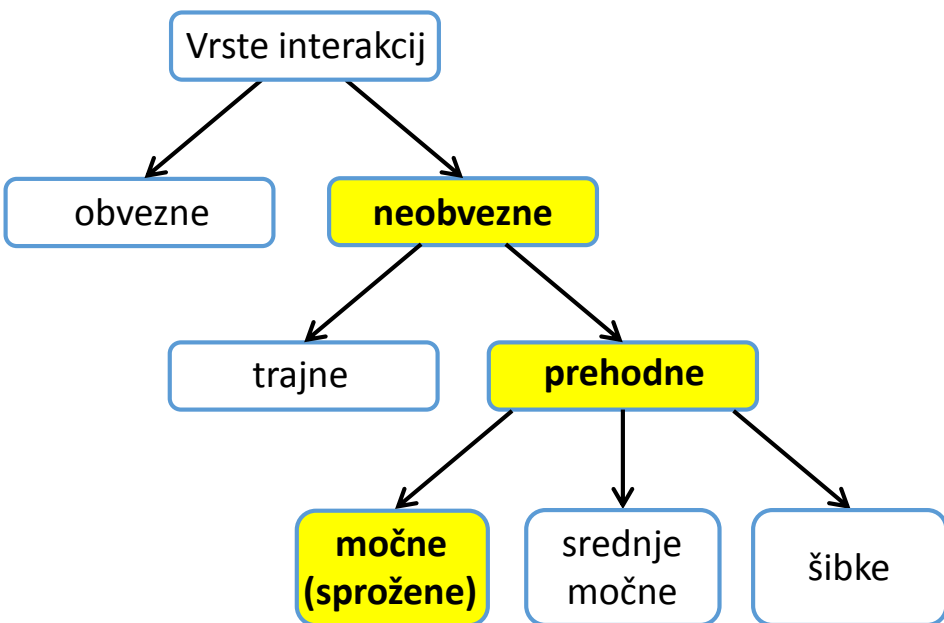 Vrste interakcij
obvezne
neobvezne
trajne
prehodne
močne
(sprožene)
srednje
močne
šibke